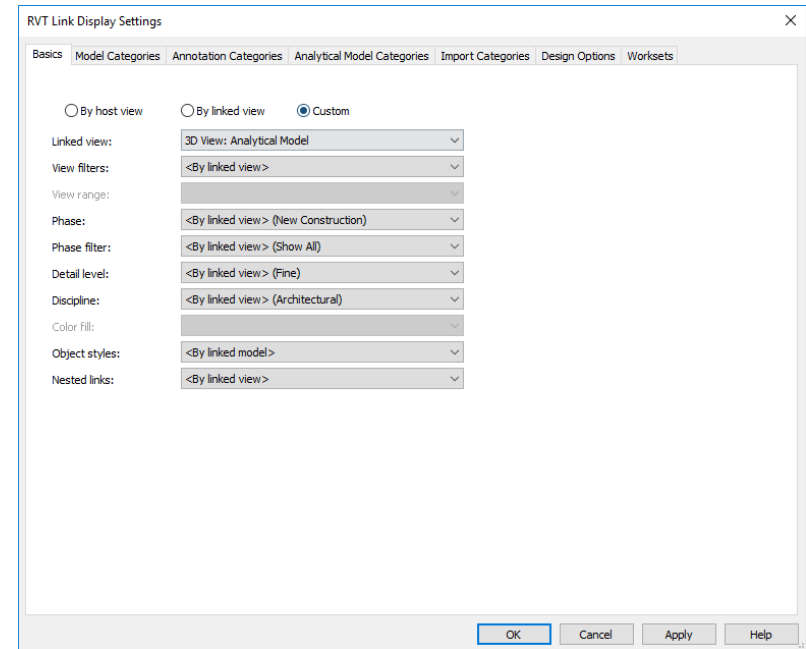 RVT Link Display Settings
Basics Model Categories Annotation Categories Analytical Model Categories Import Categories Design Options Worksets
By host view By linked view Custom
Linked view: 3D View: Analytical Model
View filters: <By linked view>
View range:
Phase: <By linked view> (New Construction)
Phase filter: <By linked view> (Show All)
Detail level: <By linked view> (Fine)
Discipline: <By linked view> (Architectural)
Color fill:
Object styles: <By linked model>
Nested links: <By linked view>
OK Cancel Apply Help